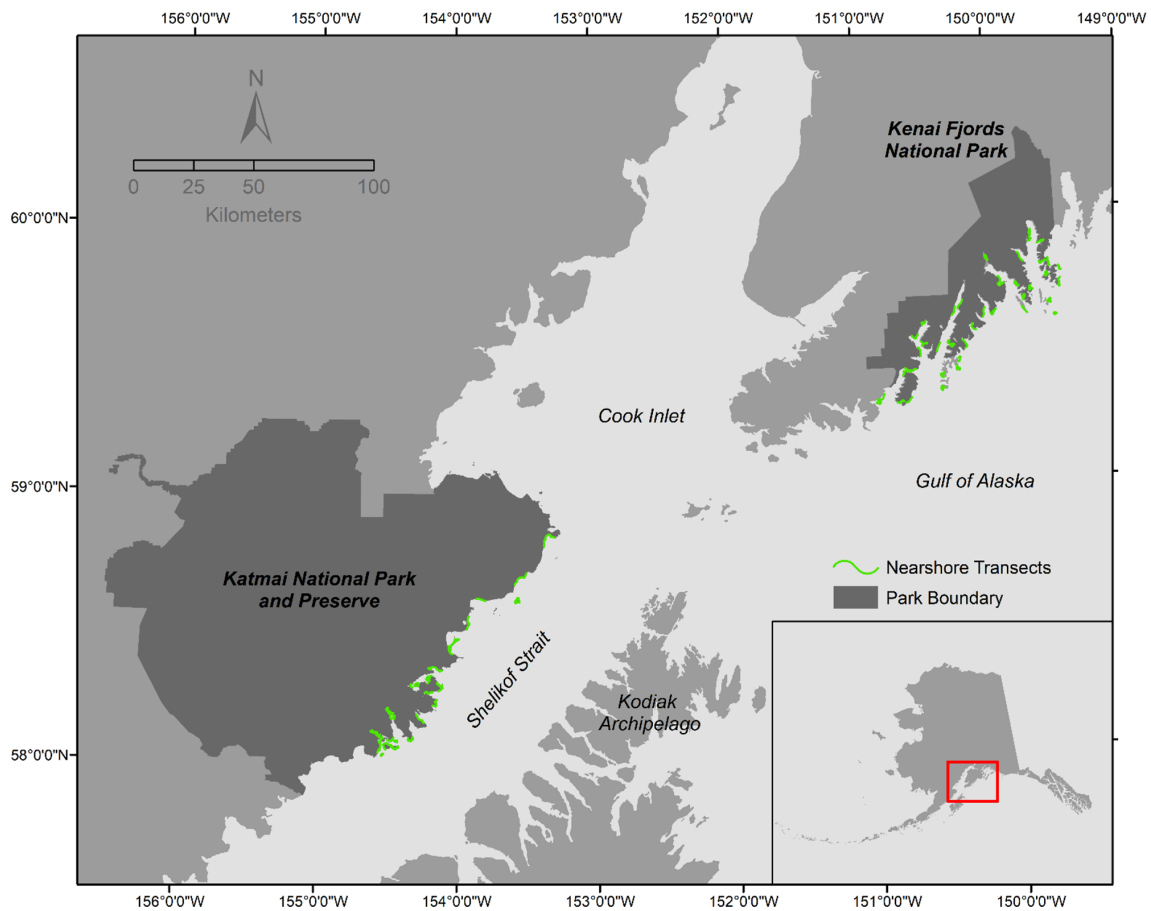 156°0'0"W 155°0'0"W 154°0'0"W 153°0'0"W 152°0'0"W 151°0'0"W 150°0'0"W 149°0'0"W
N
0 25 50 100
Kilometers
Kenai Fjords
National Park
60°0'0"N
Cook Inlet
59°0'0"N
Gulf of Alaska
Katmai National Park
and Preserve
Nearshore Transects
Park Boundary
Shelikof Strait
Kodiak
Archipelago
58°0'0"N
156°0'0"W 155°0'0"W 154°0'0"W 153°0'0"W 152°0'0"W 151°0'0"W 150°0'0"W